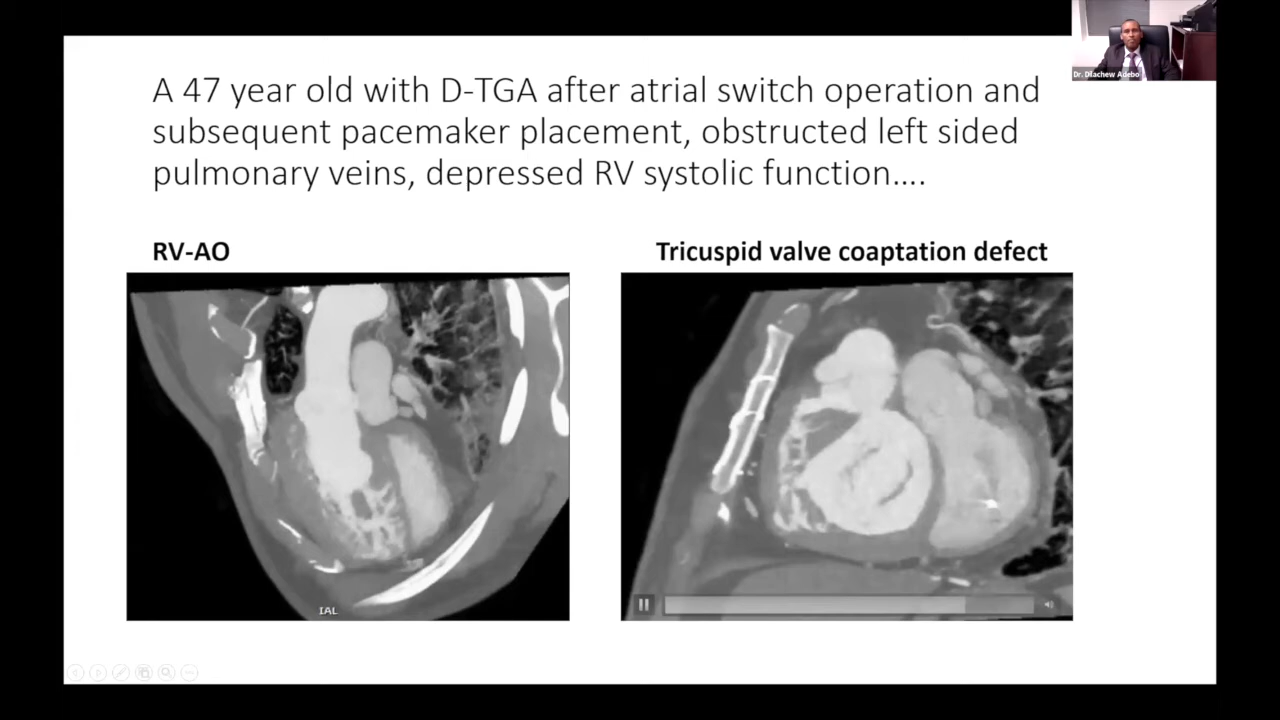 Dr. Dilachew Adebo
A 47 year old with D-TGA after atrial switch operation and
subsequent pacemaker placement, obstructed left sided
pulmonary veins, depressed RV systolic function....
RV-AO
Tricuspid valve coaptation defect
IAL